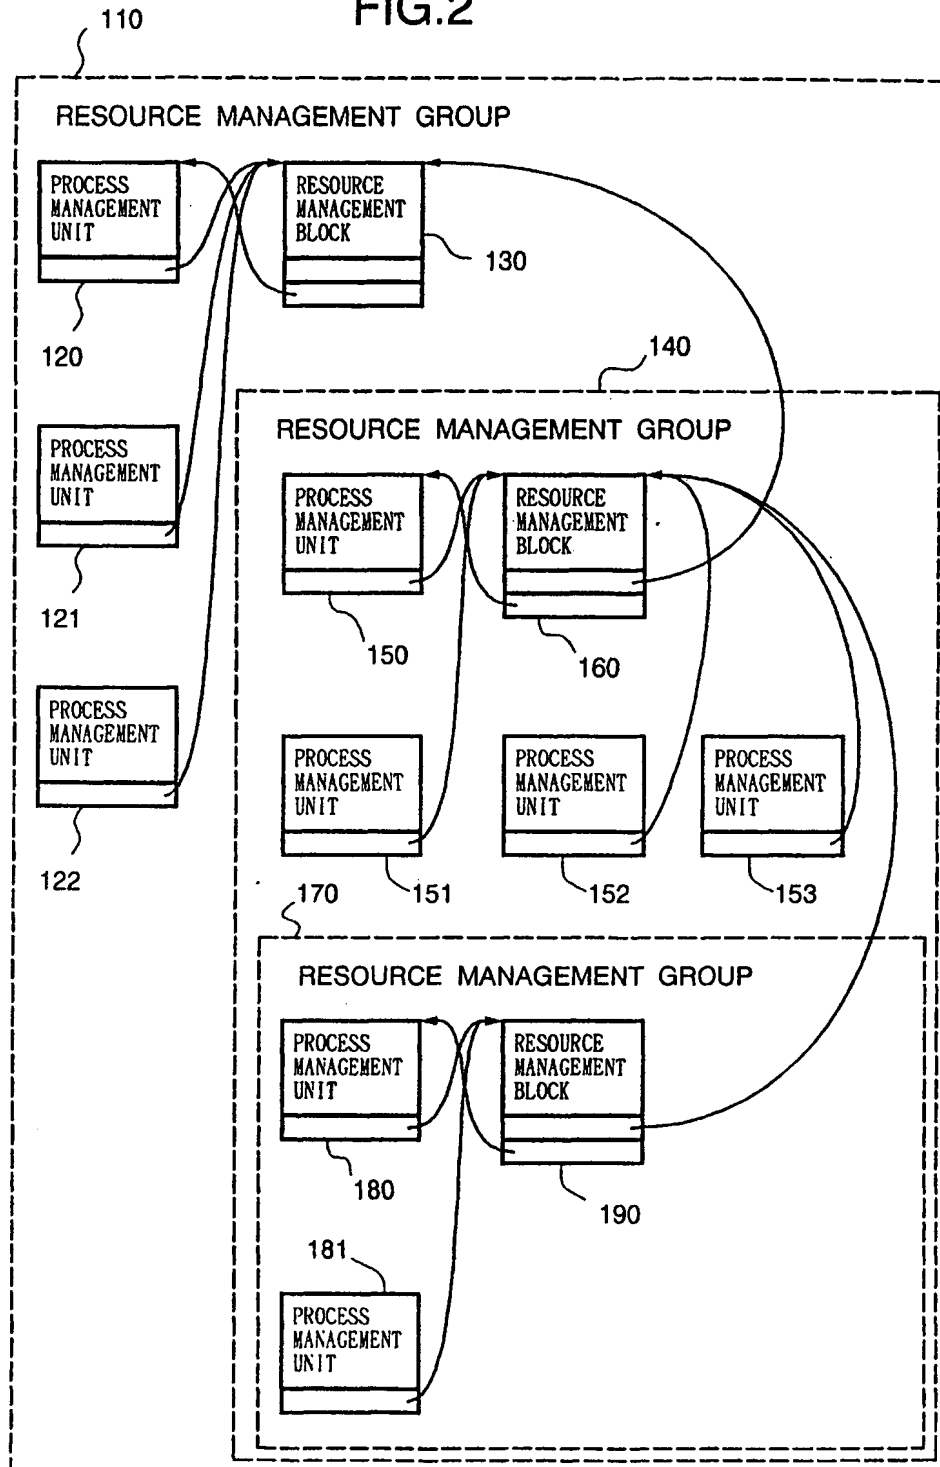 FIG.2
110
RESOURCE MANAGEMENT GROUP
PROCESS
MANAGEMENT
UNIT
RESOURCE
MANAGEMENT
BLOCK
130
120
140
RESOURCE MANAGEMENT GROUP
PROCESS
MANAGEMENT
UNIT
121
PROCESS
MANAGEMENT
UNIT
RESOURCE
MANAGEMENT
BLOCK
150
160
PROCESS
MANAGEMENT
UNIT
122
PROCESS
MANAGEMENT
UNIT
PROCESS
MANAGEMENT
UNIT
PROCESS
MANAGEMENT
UNIT
151
152
153
170
RESOURCE MANAGEMENT GROUP
PROCESS
MANAGEMENT
UNIT
RESOURCE
MANAGEMENT
BLOCK
180
190
181
PROCESS
MANAGEMENT
UNIT